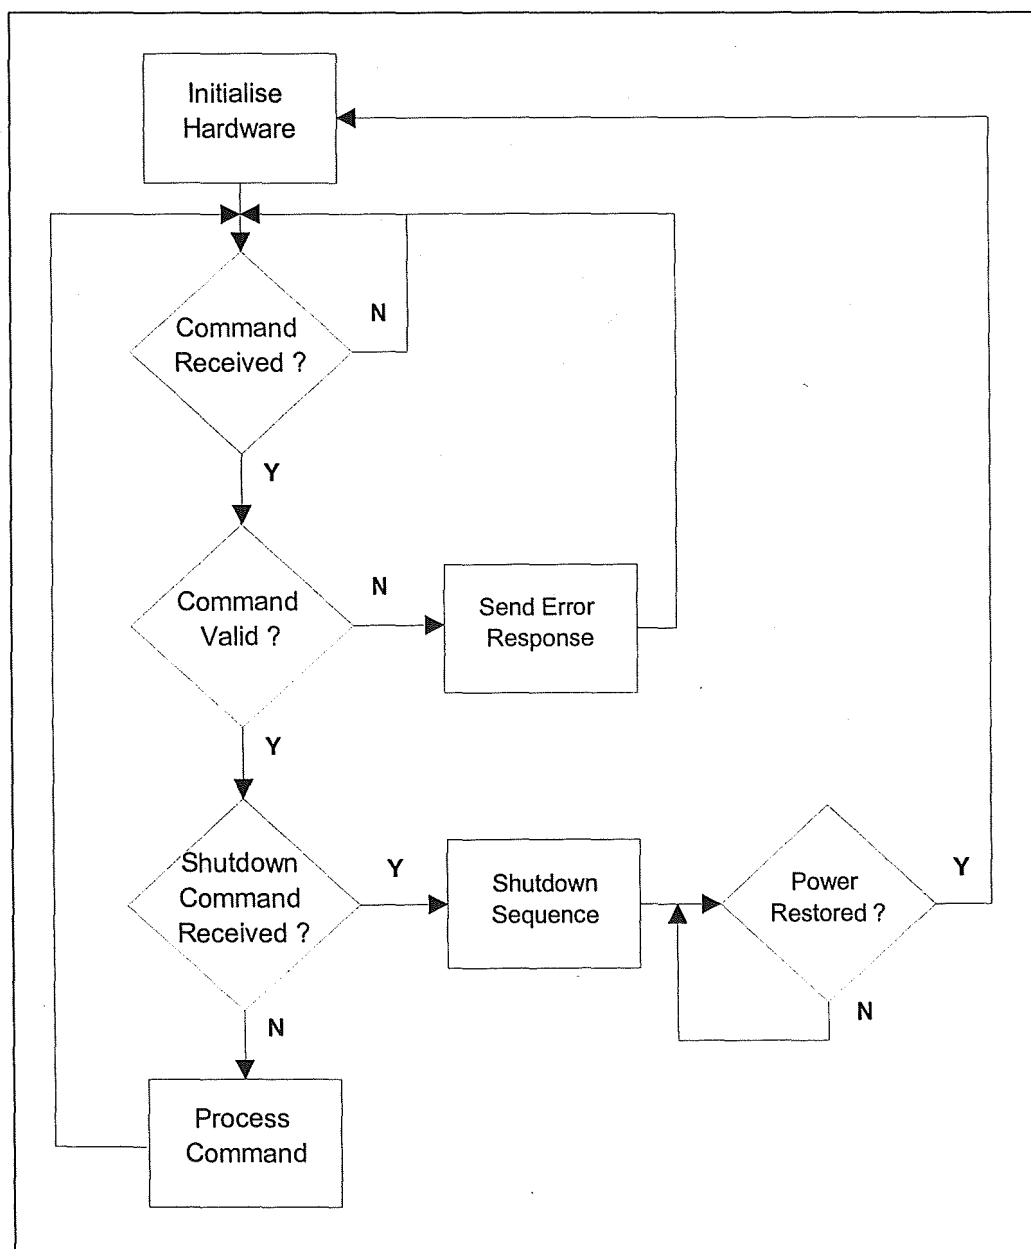 Initialise
Hardware
Command
Received ?
N
Y
Command
Valid ?
N
Send Error
Response
Y
Shutdown
Command
Received ?
Y
Shutdown
Sequence
Power
Restored ?
Y
N
N
Process
Command